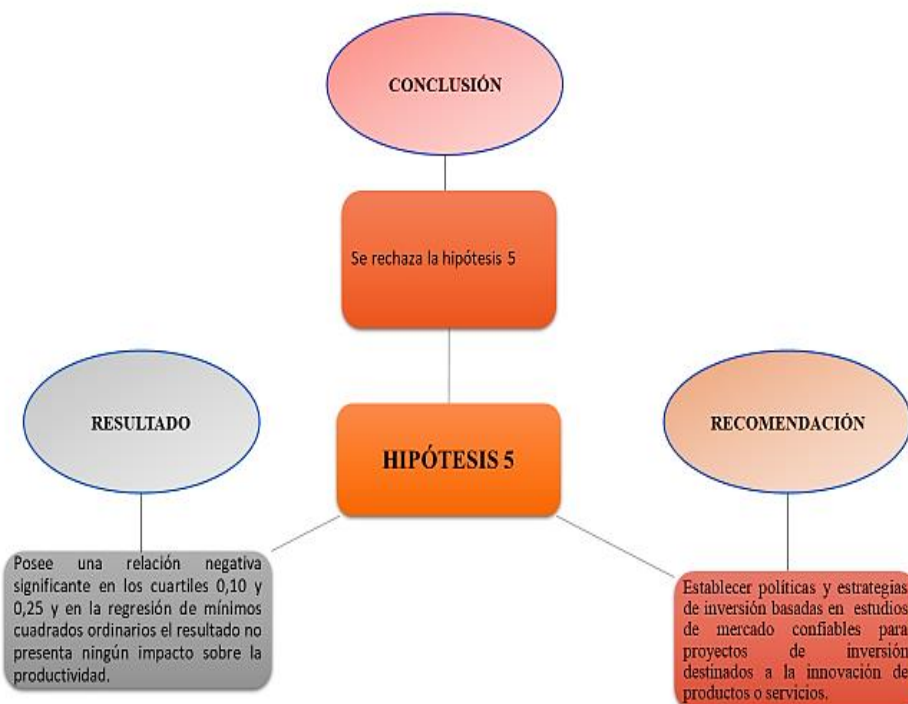 CONCLUSIÓN
Se rechaza la hipótesis 5
HIPÓTESIS 5
RESULTADO
Posee una relación negativa
significante en los cuartiles 0,10 y
0,25 y en la regresión de mínimos
cuadrados ordinarios el resultado no
presenta ningún impacto sobre la
productividad.
RECOMENDACIÓN
Establecer políticas y estrategias
de inversión basadas en estudios
de mercado confiables para
proyectos de inversión
destinados a la innovación de
productos o servicios.